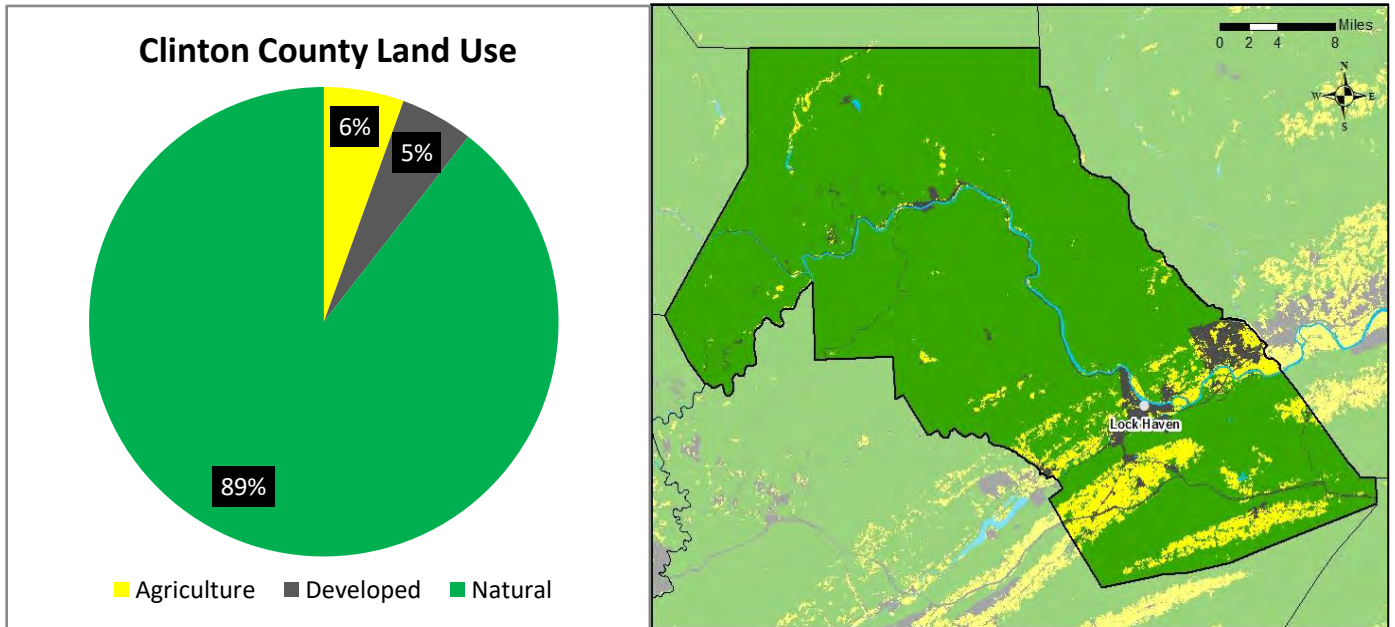 Clinton County Land Use
6%
5%
89%
Agriculture Developed Natural
Miles
0 2 4 8
N
W E
S
Lock Haven